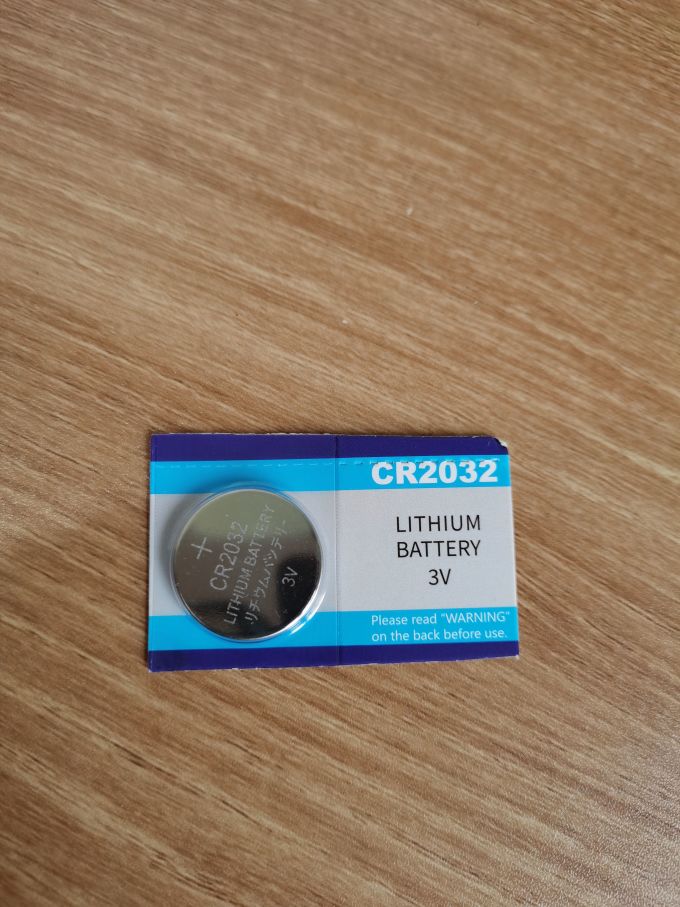 +
CR2032
LITHIUM BATTERY
リチウムバッテリー
3V
CR2032
LITHIUM
BATTERY
3V
Please read "WARNING"
on the back before use.